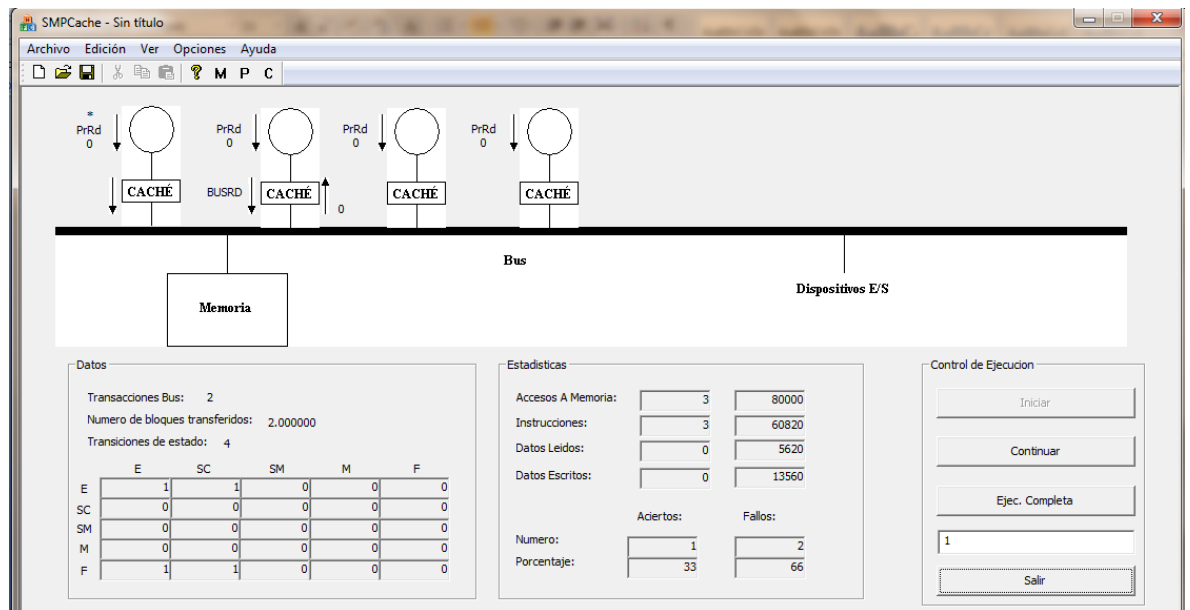 SMPCache - Sin título
Archivo Edición Ver Opciones Ayuda
? M P C
*
PrRd PrRd PrRd PrRd
0 0 0 0
CACHÉ BUSRD CACHÉ CACHÉ CACHÉ
0
Bus
Dispositivos E/S
Memoria
Datos
Transacciones Bus: 2
Numero de bloques transferidos: 2.000000
Transiciones de estado: 4
E SC SM M F
E 1 1 0 0 0
SC 0 0 0 0 0
SM 0 0 0 0 0
M 0 0 0 0 0
F 1 1 0 0 0
Estadisticas
Accesos A Memoria: 3 80000
Instrucciones: 3 60820
Datos Leidos: 0 5620
Datos Escritos: 0 13560
Aciertos: Fallos:
Numero: 1 2
Porcentaje: 33 66
Control de Ejecucion
Iniciar
Continuar
Ejec. Completa
1
Salir